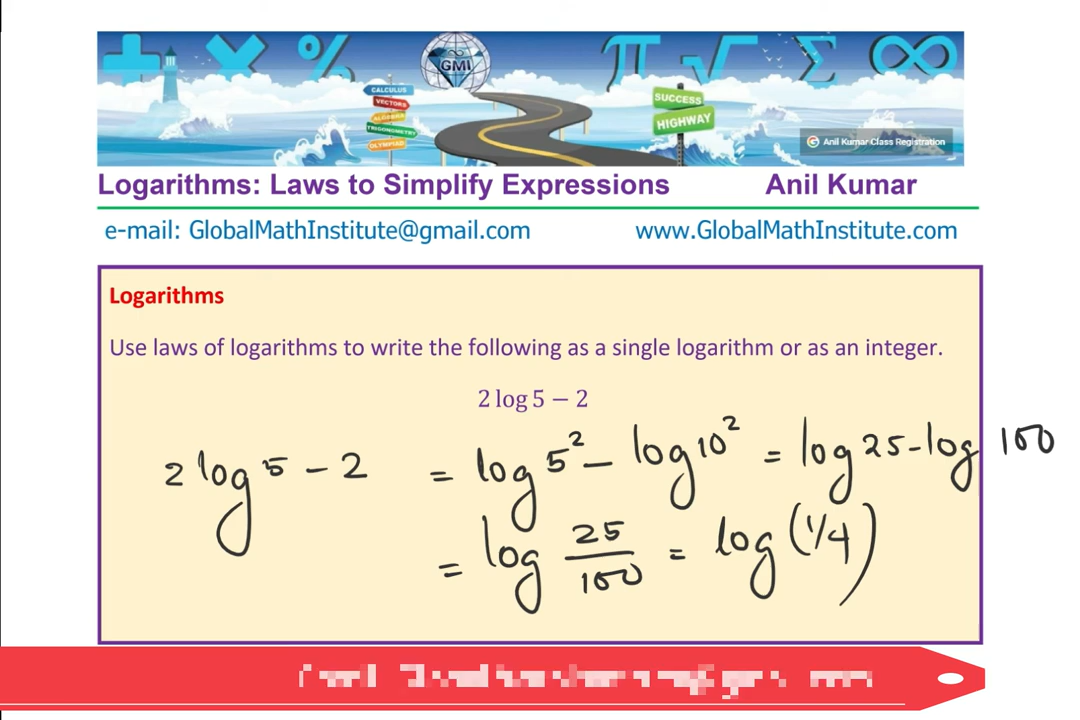 GMI
CALCULUS
VECTORS
ALGEBRA
TRIGONOMETRY
OLYMPIAD
SUCCESS
HIGHWAY
Anil Kumar Class Registration
Logarithms: Laws to Simplify Expressions Anil Kumar
e-mail: GlobalMathInstitute@gmail.com www.GlobalMathInstitute.com
Logarithms
Use laws of logarithms to write the following as a single logarithm or as an integer.
2 log 5 − 2
2 log 5 - 2 = log 5² - log 10² = log 25 - log 100
= log 25/100 = log (1/4)